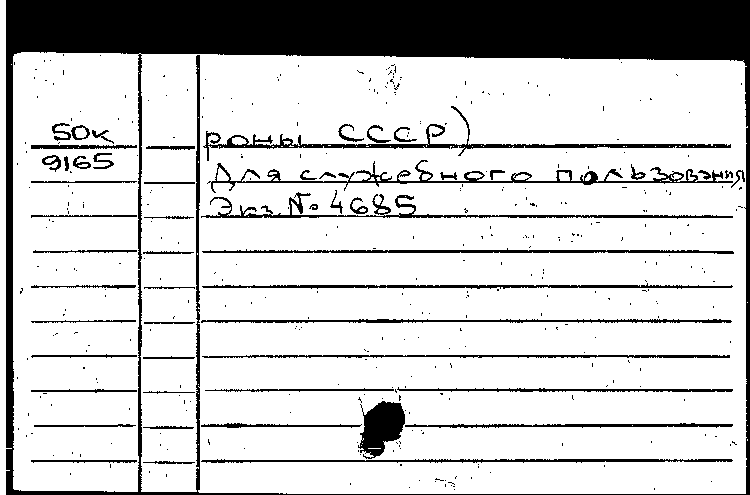 50к
роны СССР)
9165
Для служебного пользования
Экз. № 4685